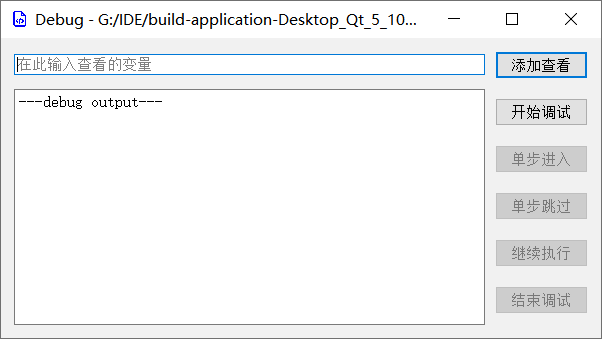 Debug - G:/IDE/build-application-Desktop_Qt_5_10...
在此输入查看的变量
添加查看
---debug output---
开始调试
单步进入
单步跳过
继续执行
结束调试